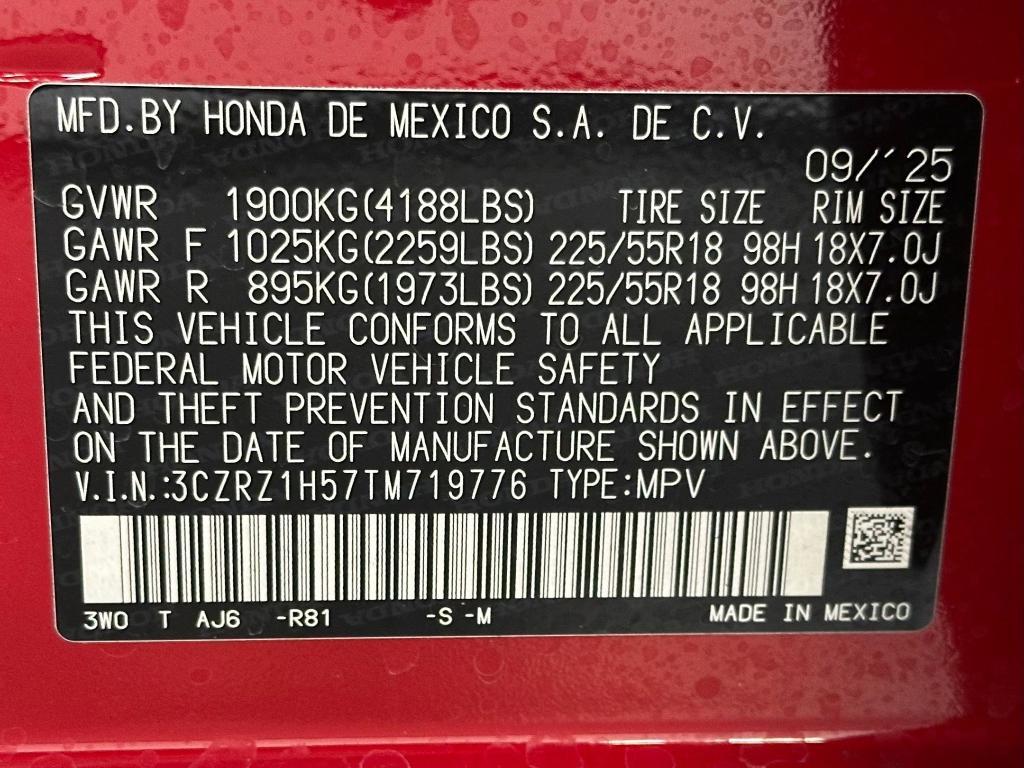 MFD.BY HONDA DE MEXICO S.A. DE C.V.
09/´25
GVWR 1900KG(4188LBS) TIRE SIZE RIM SIZE
GAWR F 1025KG(2259LBS) 225/55R18 98H 18X7.0J
GAWR R 895KG(1973LBS) 225/55R18 98H 18X7.0J
THIS VEHICLE CONFORMS TO ALL APPLICABLE
FEDERAL MOTOR VEHICLE SAFETY
AND THEFT PREVENTION STANDARDS IN EFFECT
ON THE DATE OF MANUFACTURE SHOWN ABOVE.
V.I.N.:3CZRZ1H57TM719776 TYPE:MPV
3W0 T AJ6 -R81 -S -M MADE IN MEXICO